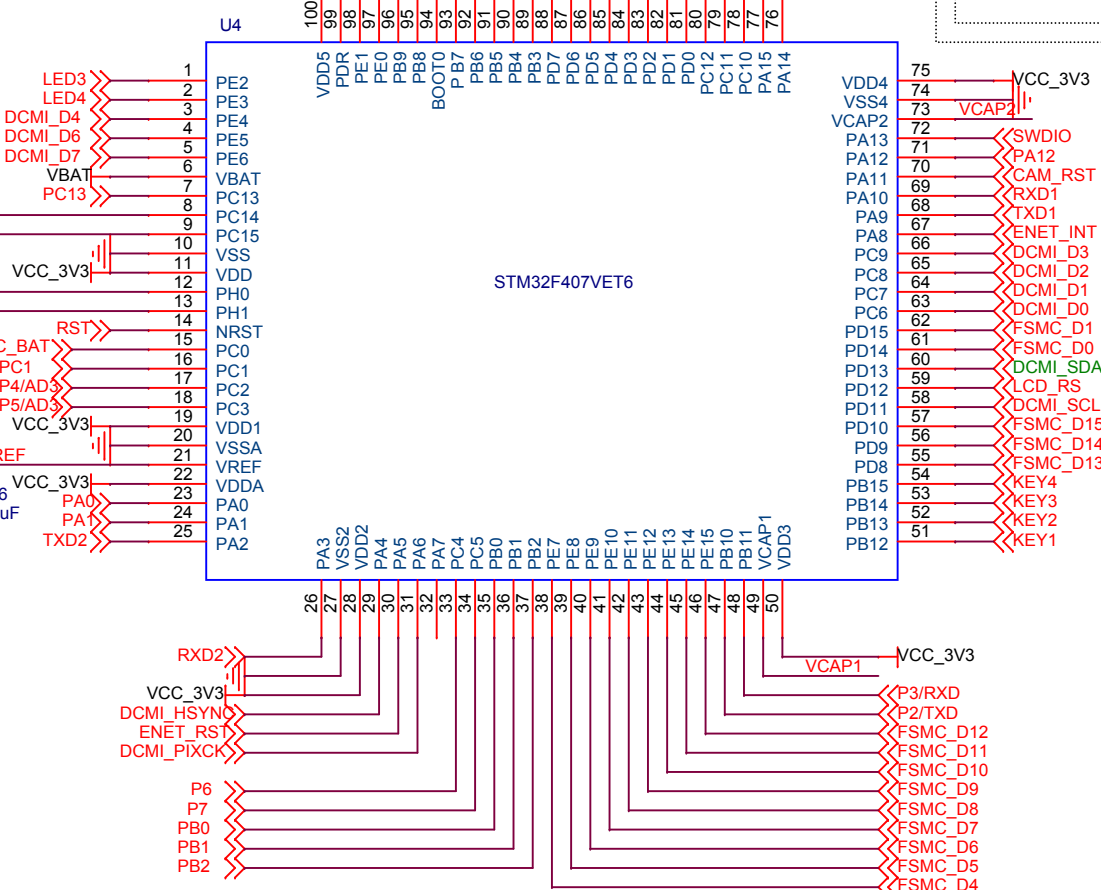 U4
100 99 98 97 96 95 94 93 92 91 90 89 88 87 86 85 84 83 82 81 80 79 78 77 76
VDD5 PDR PE1 PE0 PB9 PB8 BOOT0 P B7 PB6 PB5 PB4 PB3 PD7 PD6 PD5 PD4 PD3 PD2 PD1 PD0 PC12 PC11 PC10 PA15 PA14
LED3 1 PE2
LED4 2 PE3
DCMI_D4 3 PE4
DCMI_D6 4 PE5
DCMI_D7 5 PE6
VBAT 6 VBAT
PC13 7 PC13
8 PC14
9 PC15
10 VSS
VCC_3V3 11 VDD
12 PH0
13 PH1
RST 14 NRST
C_BAT 15 PC0
PC1 16 PC1
P4/AD3 17 PC2
P5/AD3 18 PC3
VCC_3V3 19 VDD1
20 VSSA
REF 21 VREF
VCC_3V3 22 VDDA
6
PA0 23 PA0
uF
PA1 24 PA1
TXD2 25 PA2
STM32F407VET6
VDD4 75 VCC_3V3
VSS4 74
VCAP2 73 VCAP2
PA13 72 SWDIO
PA12 71 PA12
PA11 70 CAM_RST
PA10 69 RXD1
PA9 68 TXD1
PA8 67 ENET_INT
PC9 66 DCMI_D3
PC8 65 DCMI_D2
PC7 64 DCMI_D1
PC6 63 DCMI_D0
PD15 62 FSMC_D1
PD14 61 FSMC_D0
PD13 60 DCMI_SDA
PD12 59 LCD_RS
PD11 58 DCMI_SCL
PD10 57 FSMC_D15
PD9 56 FSMC_D14
PD8 55 FSMC_D13
PB15 54 KEY4
PB14 53 KEY3
PB13 52 KEY2
PB12 51 KEY1
PA3 VSS2 VDD2 PA4 PA5 PA6 PA7 PC4 PC5 PB0 PB1 PB2 PE7 PE8 PE9 PE10 PE11 PE12 PE13 PE14 PE15 PB10 PB11 VCAP1 VDD3
26 27 28 29 30 31 32 33 34 35 36 37 38 39 40 41 42 43 44 45 46 47 48 49 50
RXD2
VCC_3V3
DCMI_HSYNC
ENET_RST
DCMI_PIXCK
P6
P7
PB0
PB1
PB2
VCC_3V3
VCAP1
P3/RXD
P2/TXD
FSMC_D12
FSMC_D11
FSMC_D10
FSMC_D9
FSMC_D8
FSMC_D7
FSMC_D6
FSMC_D5
FSMC_D4